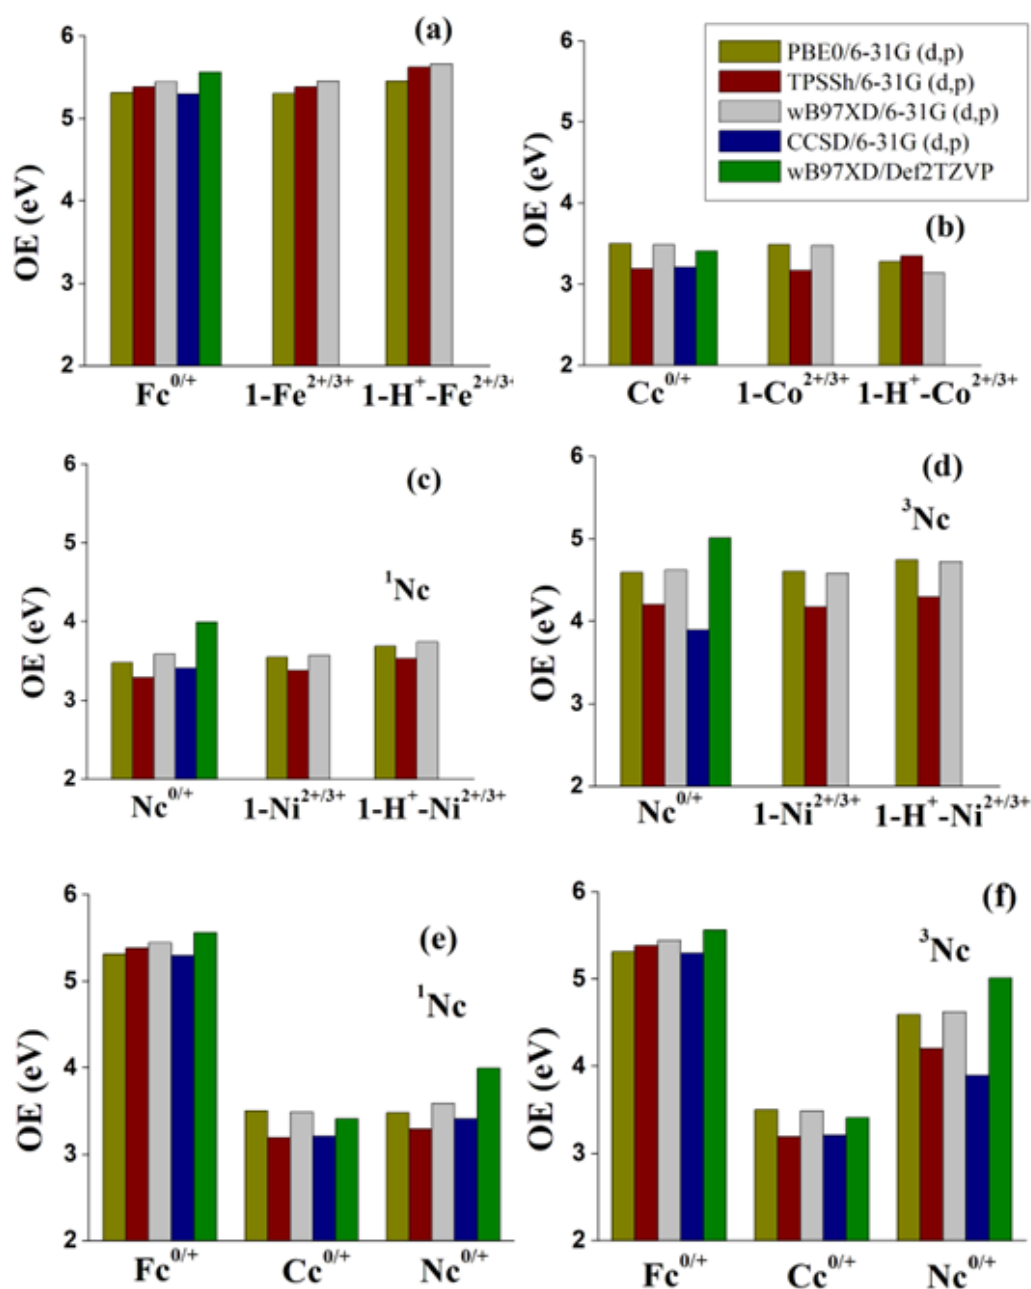 (a)
OE (eV)
6
5
4
3
2
Fc0/+ 1-Fe2+/3+ 1-H+-Fe2+/3+
PBE0/6-31G (d,p)
TPSSh/6-31G (d,p)
wB97XD/6-31G (d,p)
CCSD/6-31G (d,p)
wB97XD/Def2TZVP
(b)
OE (eV)
6
5
4
3
2
Cc0/+ 1-Co2+/3+ 1-H+-Co2+/3+
(c)
1Nc
OE (eV)
6
5
4
3
2
Nc0/+ 1-Ni2+/3+ 1-H+-Ni2+/3+
(d)
3Nc
OE (eV)
6
5
4
3
2
Nc0/+ 1-Ni2+/3+ 1-H+-Ni2+/3+
(e)
1Nc
OE (eV)
6
5
4
3
2
Fc0/+ Cc0/+ Nc0/+
(f)
3Nc
OE (eV)
6
5
4
3
2
Fc0/+ Cc0/+ Nc0/+